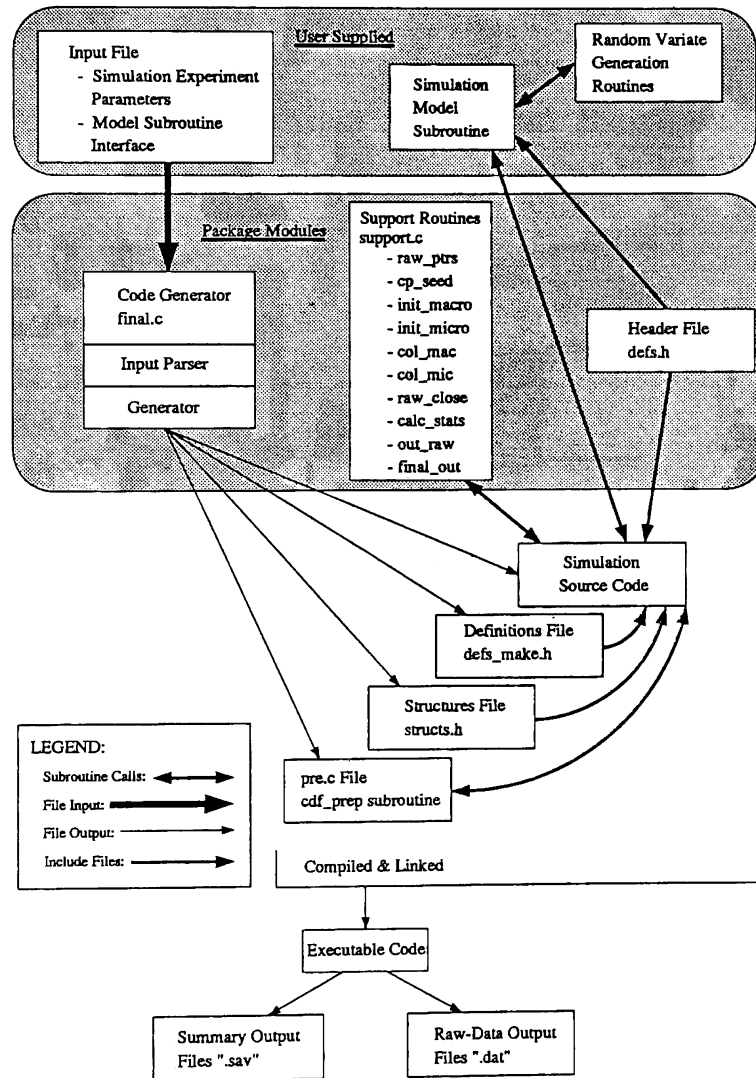 User Supplied
Input File
- Simulation Experiment
Parameters
- Model Subroutine
Interface
Simulation
Model
Subroutine
Random Variate
Generation
Routines
Package Modules
Code Generator
final.c
Input Parser
Generator
Support Routines
support.c
- raw_ptrs
- cp_seed
- init_macro
- init_micro
- col_mac
- col_mic
- raw_close
- calc_stats
- out_raw
- final_out
Header File
defs.h
Simulation
Source Code
Definitions File
defs_make.h
Structures File
structs.h
pre.c File
cdf_prep subroutine
LEGEND:
Subroutine Calls:
File Input:
File Output:
Include Files:
Compiled & Linked
Executable Code
Summary Output
Files ".sav"
Raw-Data Output
Files ".dat"